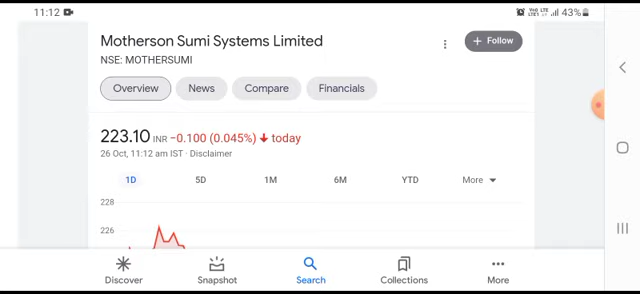 11:12 43%
Motherson Sumi Systems Limited
+ Follow
NSE: MOTHERSUMI
Overview News Compare Financials
223.10 INR −0.100 (0.045%) ↓ today
26 Oct, 11:12 am IST · Disclaimer
1D 5D 1M 6M YTD More
228
226
Discover Snapshot Search Collections More